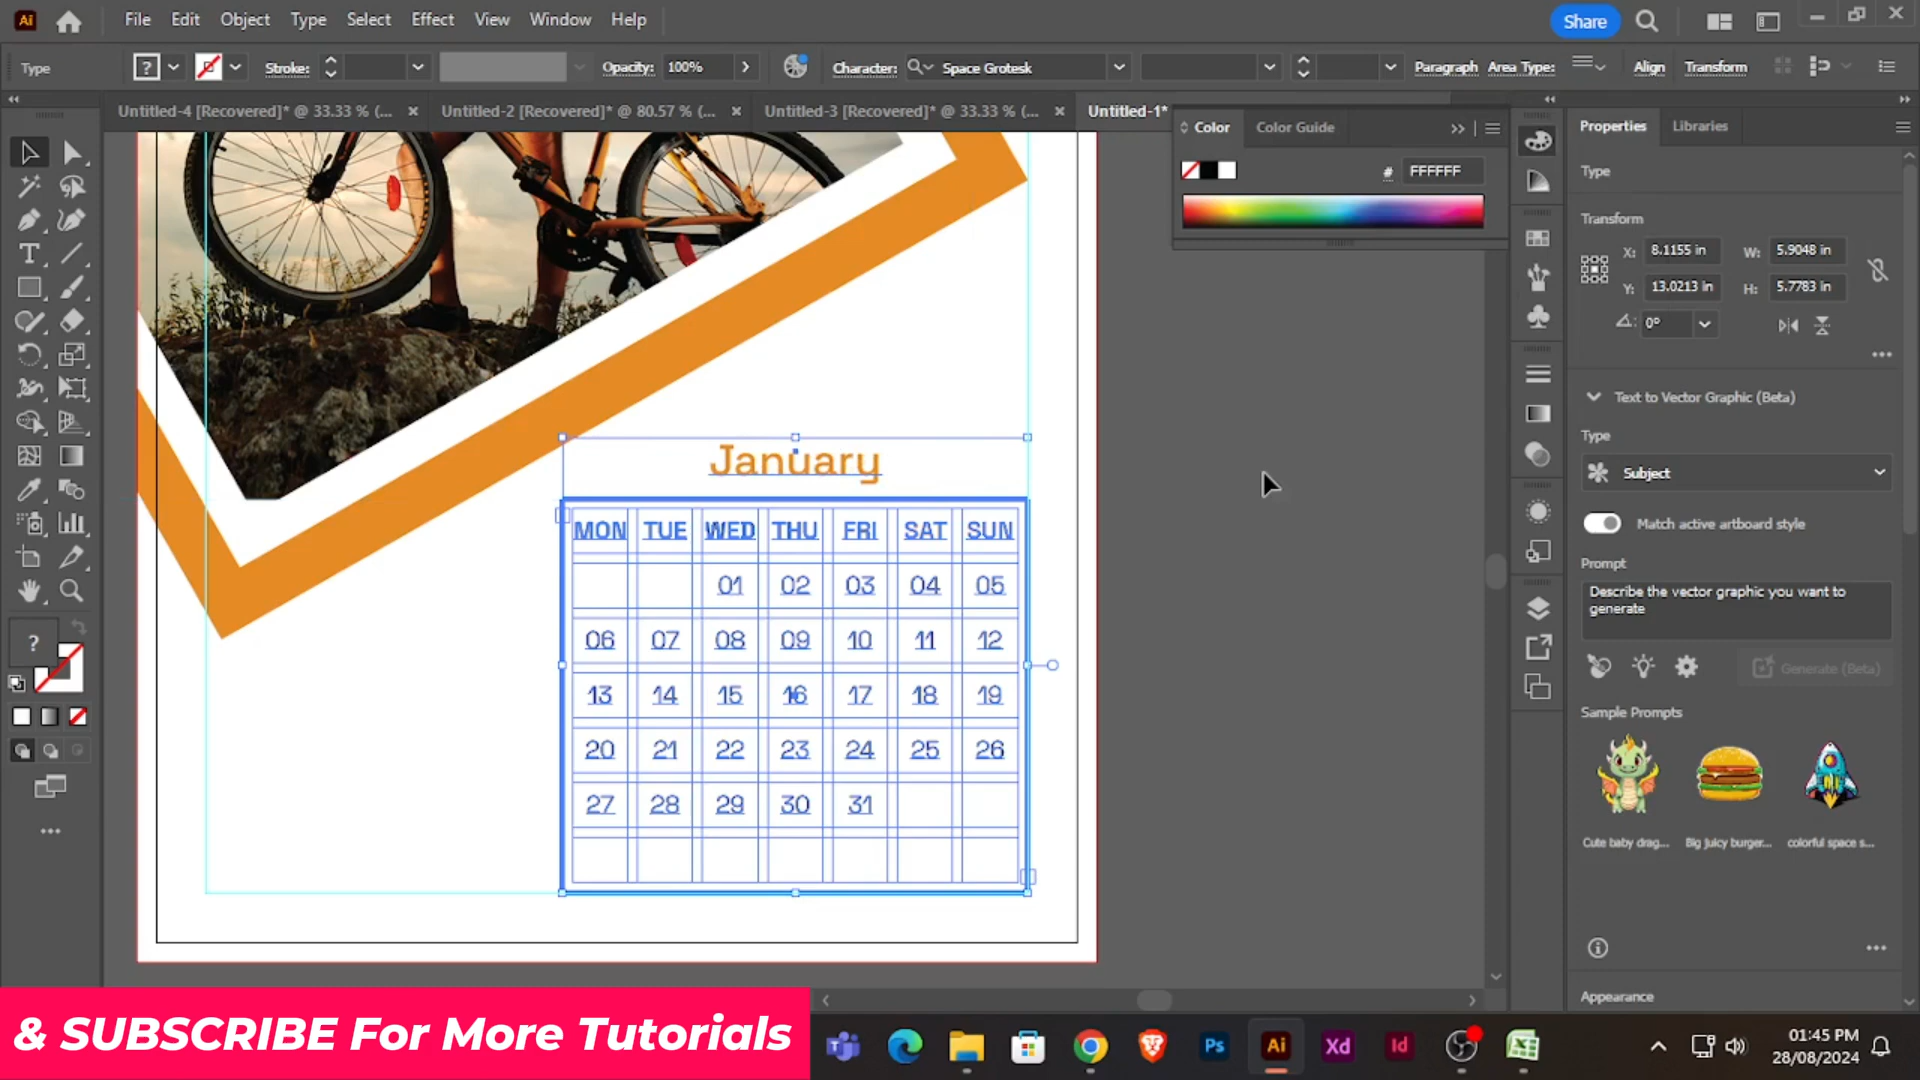 Ai File Edit Object Type Select Effect View Window Help Share
Type ? Stroke: Opacity: 100% Character: Space Grotesk Paragraph Area Type: Align Transform
Untitled-4 [Recovered]* @ 33.33 % (... Untitled-2 [Recovered]* @ 80.57 % (... Untitled-3 [Recovered]* @ 33.33 % (... Untitled-1*
Color Color Guide
# FFFFFF
Properties Libraries
Type
Transform
X: 8.1155 in W: 5.9048 in
Y: 13.0213 in H: 5.7783 in
0°
Text to Vector Graphic (Beta)
Type
Subject
Match active artboard style
Prompt
Describe the vector graphic you want to
generate
Generate (Beta)
Sample Prompts
Cute baby drag... Big juicy burger... colorful space s...
Appearance
January
MON TUE WED THU FRI SAT SUN
01 02 03 04 05
06 07 08 09 10 11 12
13 14 15 16 17 18 19
20 21 22 23 24 25 26
27 28 29 30 31
?
& SUBSCRIBE For More Tutorials
Ps Ai Xd Id
01:45 PM
28/08/2024